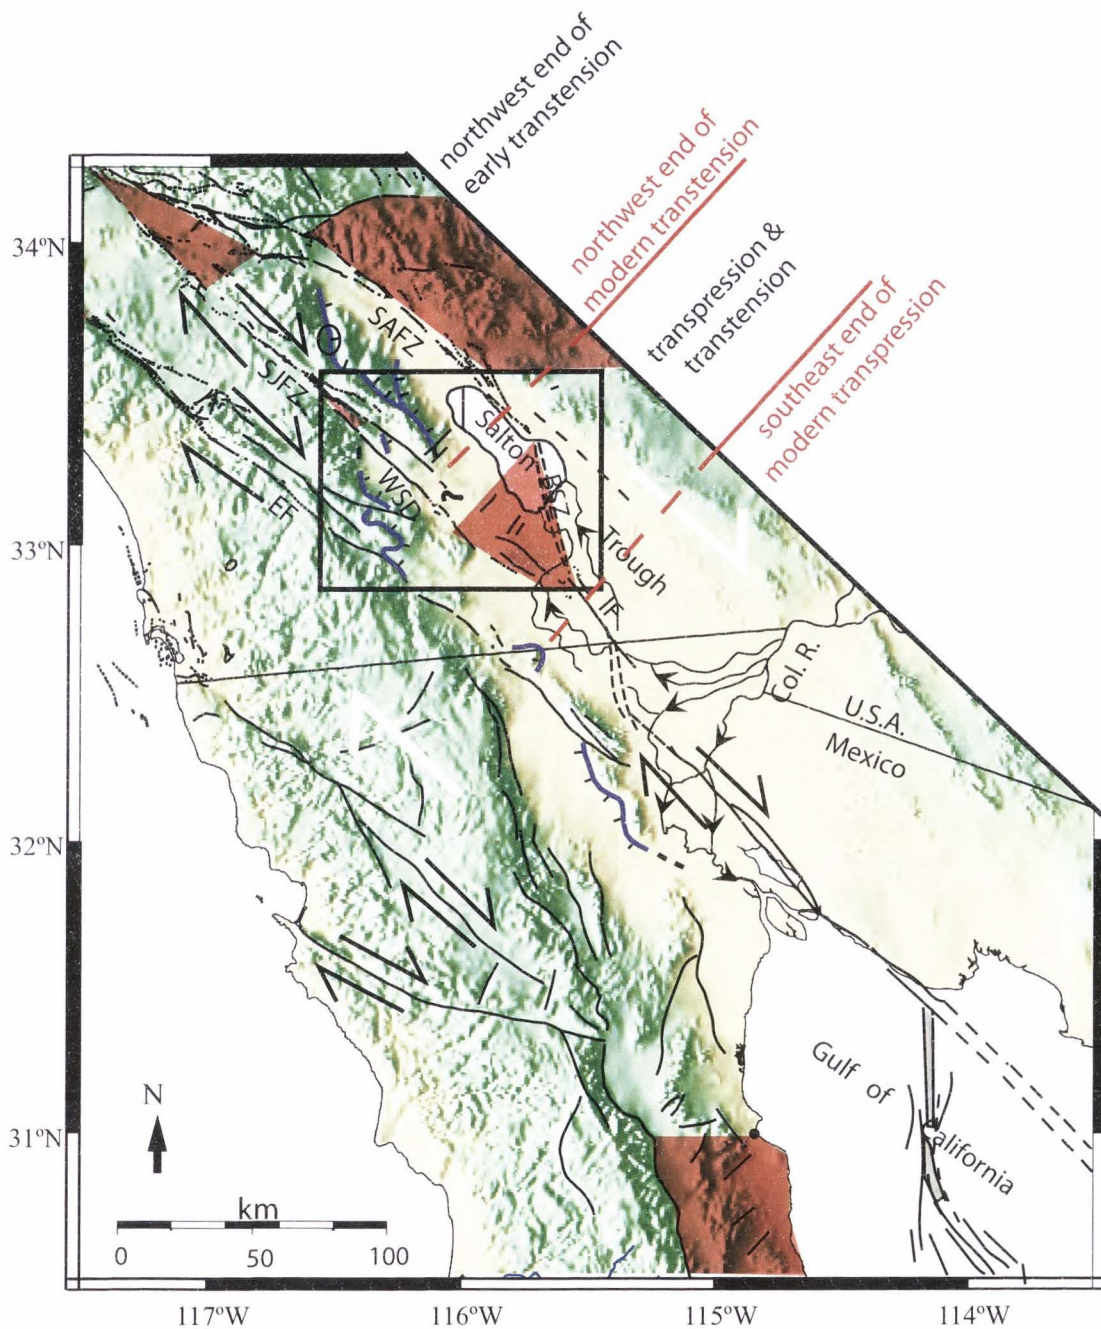 northwest end of
early transtension
northwest end of
modern transtension
transpression &
transtension
southeast end of
modern transpression
34°N
33°N
32°N
31°N
SAFZ
SJFZ
EF
WSD
?
Salton
BSZ
Trough
IF
Col. R.
U.S.A.
Mexico
Gulf of
California
N
km
0 50 100
117°W 116°W 115°W 114°W